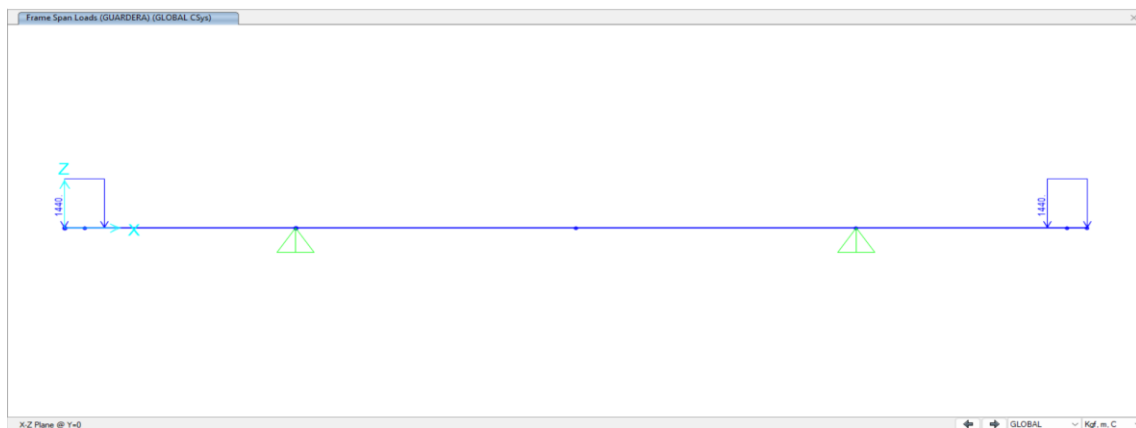 Frame Span Loads (GUARDERA) (GLOBAL CSys)
Z
1440.
X
1440.
X-Z Plane @ Y=0
GLOBAL
Kgf, m, C